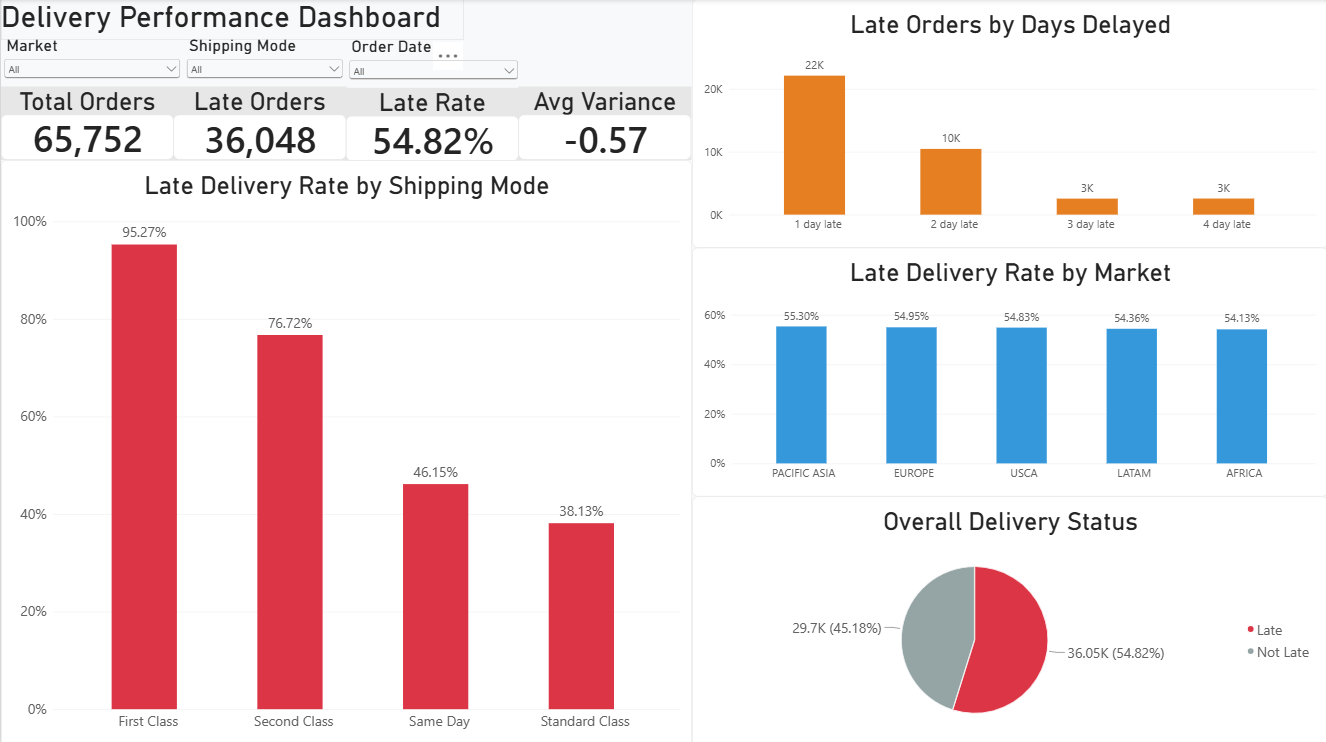 Delivery Performance Dashboard
Market
Shipping Mode
Order Date
...
All
All
All
Total Orders
Late Orders
Late Rate
Avg Variance
65,752
36,048
54.82%
-0.57
Late Delivery Rate by Shipping Mode
100%
80%
60%
40%
20%
0%
95.27%
76.72%
46.15%
38.13%
First Class
Second Class
Same Day
Standard Class
Late Orders by Days Delayed
20K
10K
0K
22K
10K
3K
3K
1 day late
2 day late
3 day late
4 day late
Late Delivery Rate by Market
60%
40%
20%
0%
55.30%
54.95%
54.83%
54.36%
54.13%
PACIFIC ASIA
EUROPE
USCA
LATAM
AFRICA
Overall Delivery Status
29.7K (45.18%)
36.05K (54.82%)
Late
Not Late